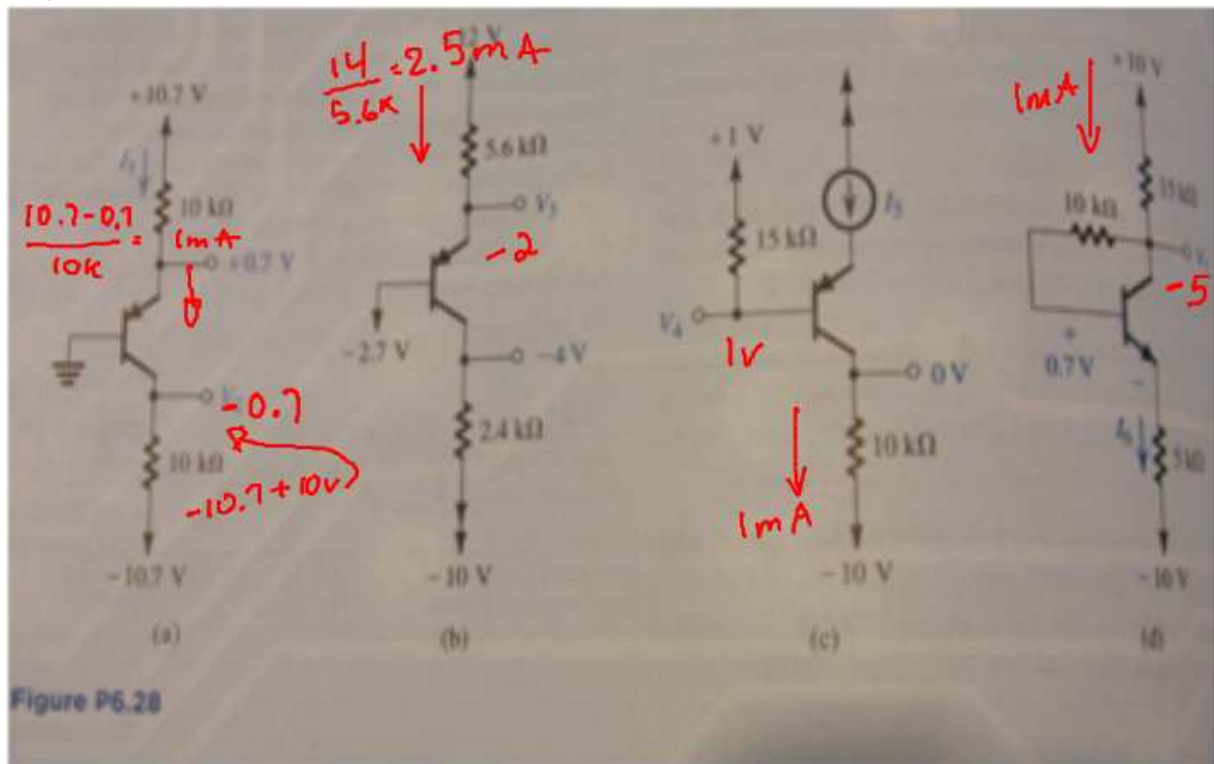 +10.7 V
I₁
10 kΩ
10.7-0.7
10K
= 1mA
+0.7 V
-0.7
10 kΩ
-10.7+10V
-10.7 V
(a)
14
5.6K
=2.5mA
5.6 kΩ
-2
-2.7 V
-4 V
2.4 kΩ
-10 V
(b)
+1 V
15 kΩ
I₅
V₄
1V
0 V
10 kΩ
1mA
-10 V
(c)
1mA
+10 V
15 kΩ
10 kΩ
-5
+
0.7 V
-
I₆
5 kΩ
-10 V
(d)
Figure P6.28